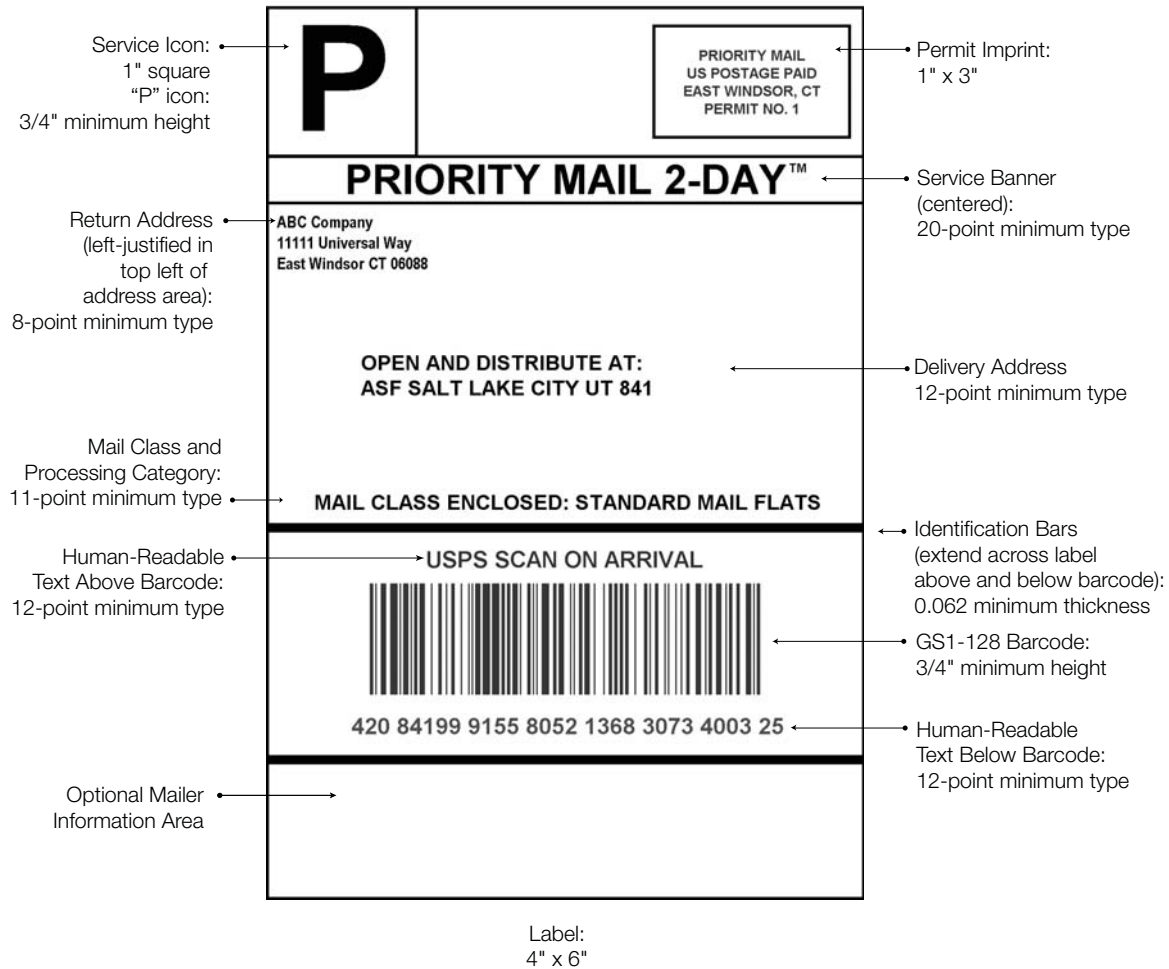 Service Icon:
1" square
“P” icon:
3/4" minimum height
P
PRIORITY MAIL
US POSTAGE PAID
EAST WINDSOR, CT
PERMIT NO. 1
Permit Imprint:
1" x 3"
PRIORITY MAIL 2-DAY™
Service Banner
(centered):
20-point minimum type
Return Address
(left-justified in
top left of
address area):
8-point minimum type
ABC Company
11111 Universal Way
East Windsor CT 06088
OPEN AND DISTRIBUTE AT:
ASF SALT LAKE CITY UT 841
Delivery Address
12-point minimum type
Mail Class and
Processing Category:
11-point minimum type
MAIL CLASS ENCLOSED: STANDARD MAIL FLATS
Identification Bars
(extend across label
above and below barcode):
0.062 minimum thickness
Human-Readable
Text Above Barcode:
12-point minimum type
USPS SCAN ON ARRIVAL
GS1-128 Barcode:
3/4" minimum height
420 84199 9155 8052 1368 3073 4003 25
Human-Readable
Text Below Barcode:
12-point minimum type
Optional Mailer
Information Area
Label:
4" x 6"